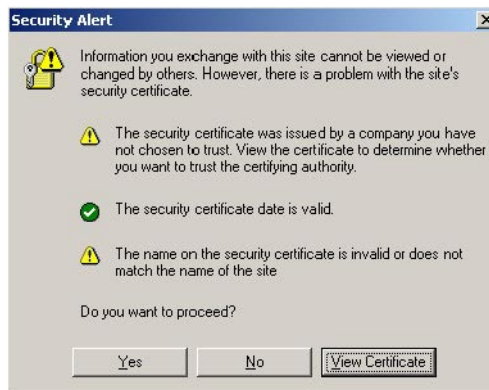 Security Alert
Information you exchange with this site cannot be viewed or
changed by others. However, there is a problem with the site's
security certificate.
The security certificate was issued by a company you have
not chosen to trust. View the certificate to determine whether
you want to trust the certifying authority.
The security certificate date is valid.
The name on the security certificate is invalid or does not
match the name of the site
Do you want to proceed?
Yes No View Certificate